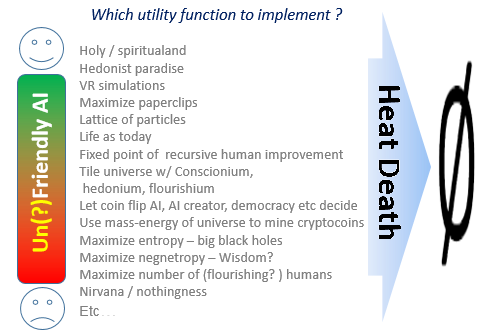 Which utility function to implement ?
Un(?)Friendly AI
Holy / spiritualand
Hedonist paradise
VR simulations
Maximize paperclips
Lattice of particles
Life as today
Fixed point of recursive human improvement
Tile universe w/ Conscionium,
hedonium, flourishium
Let coin flip AI, AI creator, democracy etc decide
Use mass-energy of universe to mine cryptocoins
Maximize entropy – big black holes
Maximize negnetropy – Wisdom?
Maximize number of (flourishing? ) humans
Nirvana / nothingness
Etc...
Heat Death
Ø